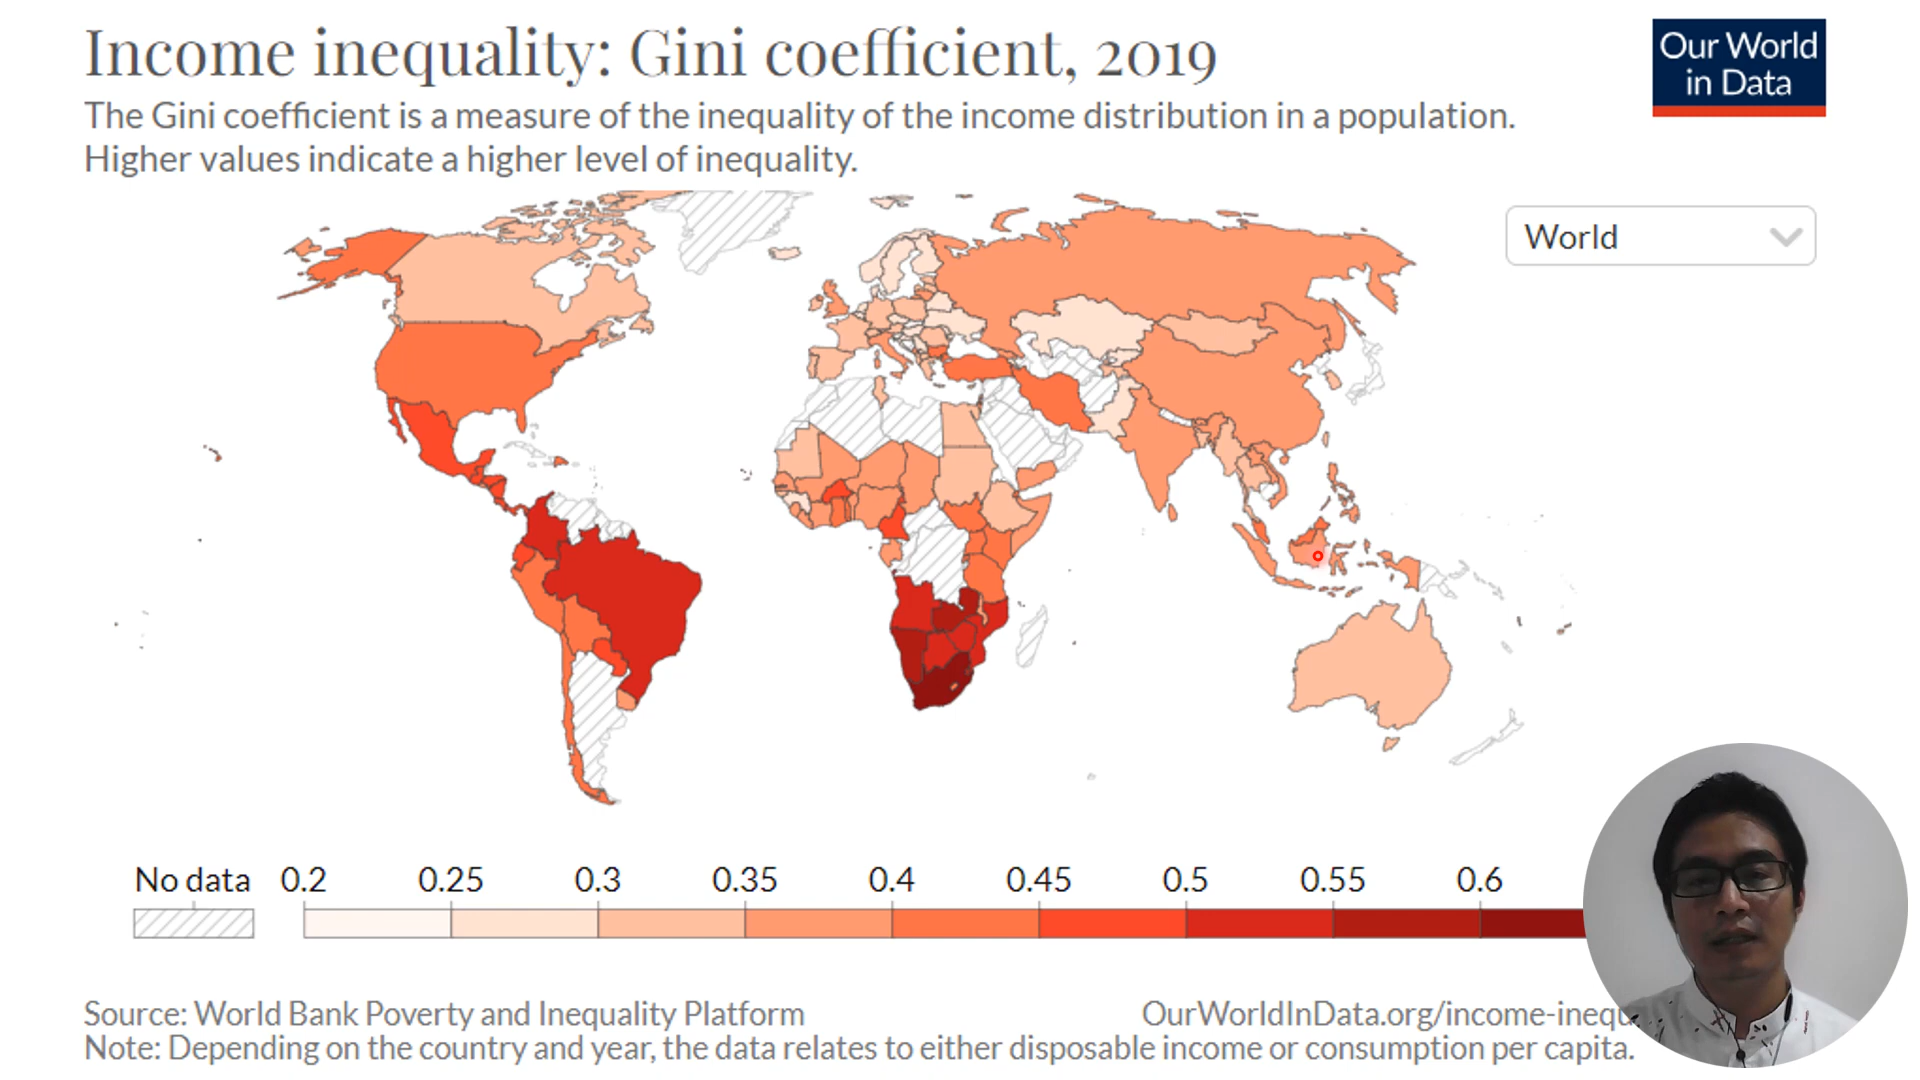 Income inequality: Gini coefficient, 2019
Our World
in Data
The Gini coefficient is a measure of the inequality of the income distribution in a population.
Higher values indicate a higher level of inequality.
World
No data 0.2 0.25 0.3 0.35 0.4 0.45 0.5 0.55 0.6
Source: World Bank Poverty and Inequality Platform
OurWorldInData.org/income-inequ
Note: Depending on the country and year, the data relates to either disposable income or consumption per capita.